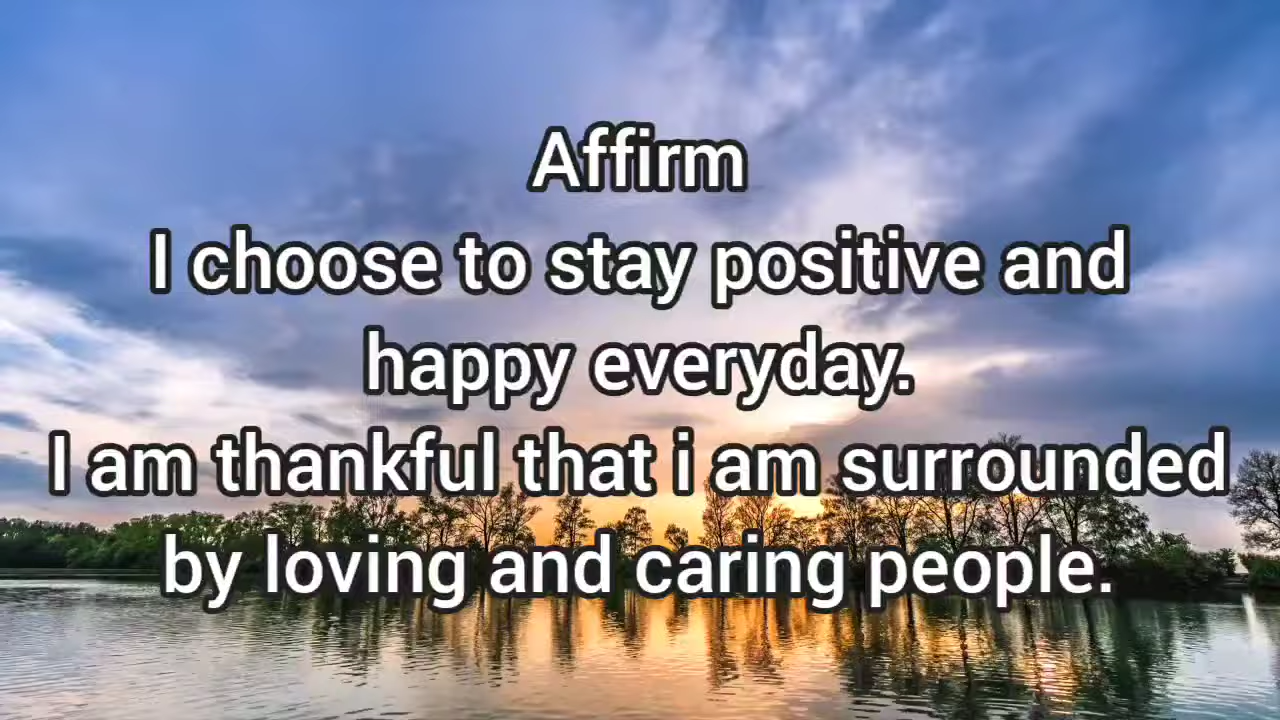 Affirm
I choose to stay positive and
happy everyday.
I am thankful that i am surrounded
by loving and caring people.